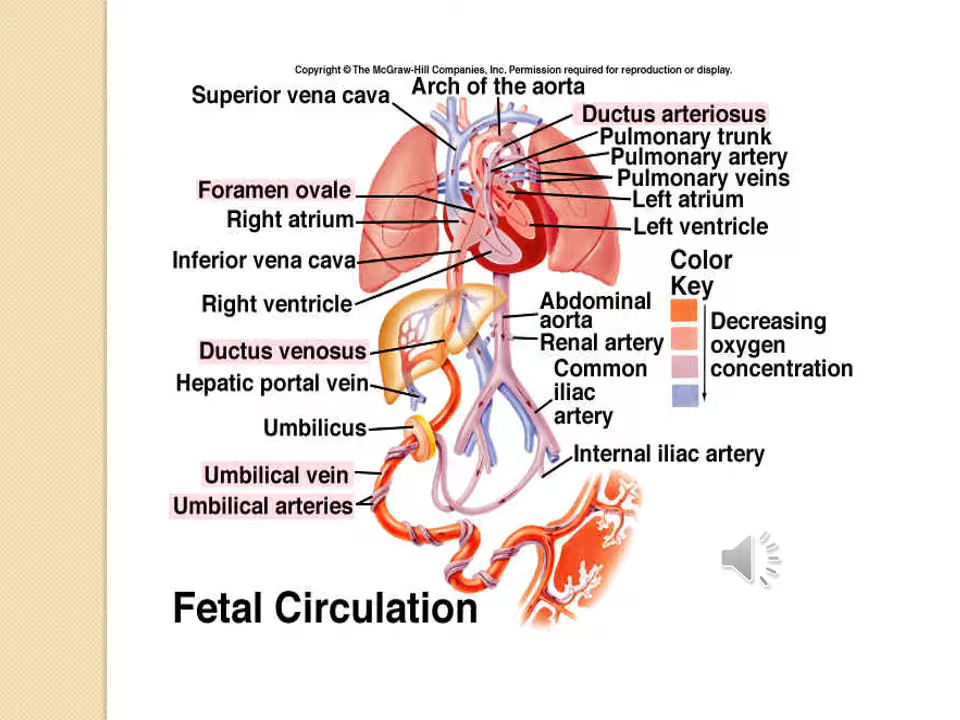 Copyright © The McGraw-Hill Companies, Inc. Permission required for reproduction or display.
Superior vena cava
Arch of the aorta
Ductus arteriosus
Pulmonary trunk
Pulmonary artery
Pulmonary veins
Left atrium
Left ventricle
Foramen ovale
Right atrium
Inferior vena cava
Right ventricle
Ductus venosus
Hepatic portal vein
Umbilicus
Umbilical vein
Umbilical arteries
Abdominal
aorta
Renal artery
Common
iliac
artery
Internal iliac artery
Color
Key
Decreasing
oxygen
concentration
Fetal Circulation